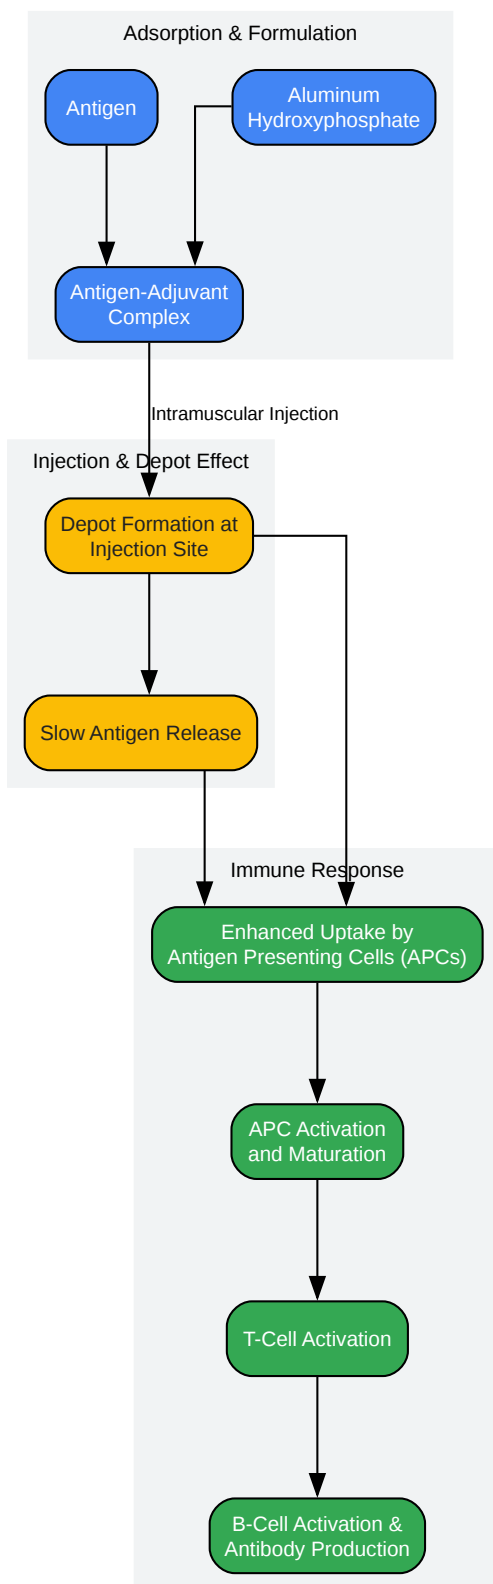 Adsorption & Formulation
Antigen
Aluminum
Hydroxyphosphate
Antigen-Adjuvant
Complex
Intramuscular Injection
Injection & Depot Effect
Depot Formation at
Injection Site
Slow Antigen Release
Immune Response
Enhanced Uptake by
Antigen Presenting Cells (APCs)
APC Activation
and Maturation
T-Cell Activation
B-Cell Activation &
Antibody Production